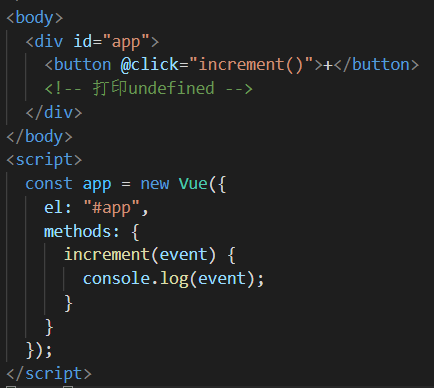 <body>
  <div id="app">
    <button @click="increment()">+</button>
    <!-- 打印undefined -->
  </div>
</body>
<script>
  const app = new Vue({
    el: "#app",
    methods: {
      increment(event) {
        console.log(event);
      }
    }
  });
</script>